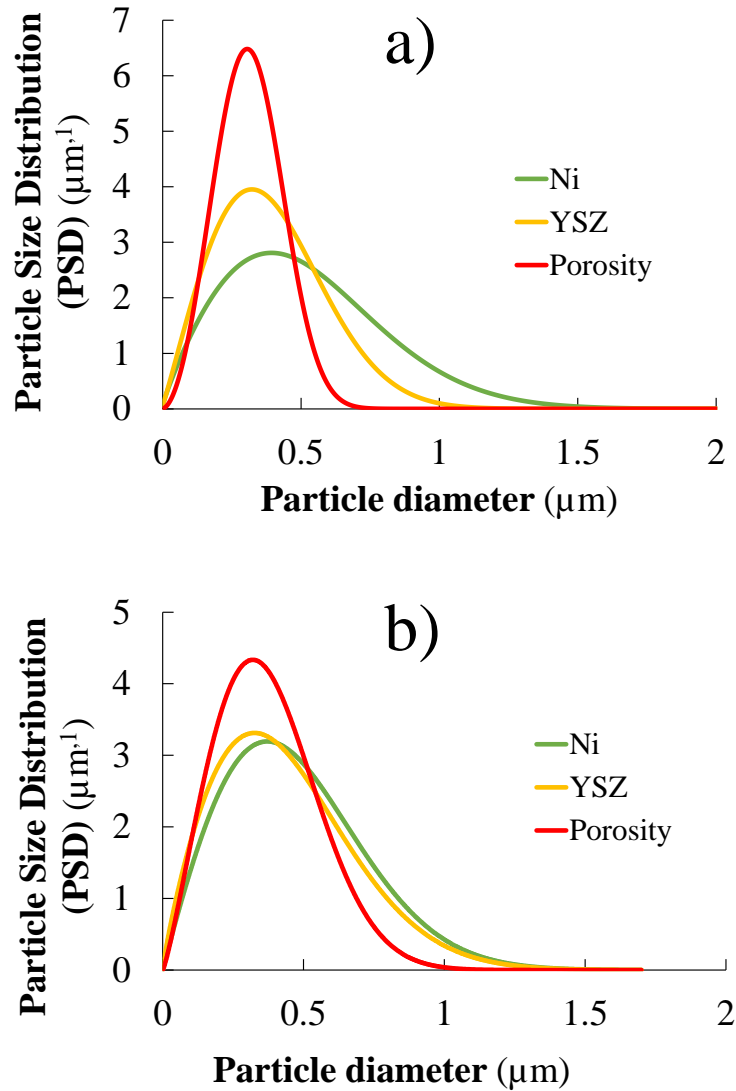 a)
Particle Size Distribution
(PSD) (µm⁻¹)
7
6
5
4
3
2
1
0
Ni
YSZ
Porosity
0 0.5 1 1.5 2
Particle diameter (µm)
b)
Particle Size Distribution
(PSD) (µm⁻¹)
5
4
3
2
1
0
Ni
YSZ
Porosity
0 0.5 1 1.5 2
Particle diameter (µm)